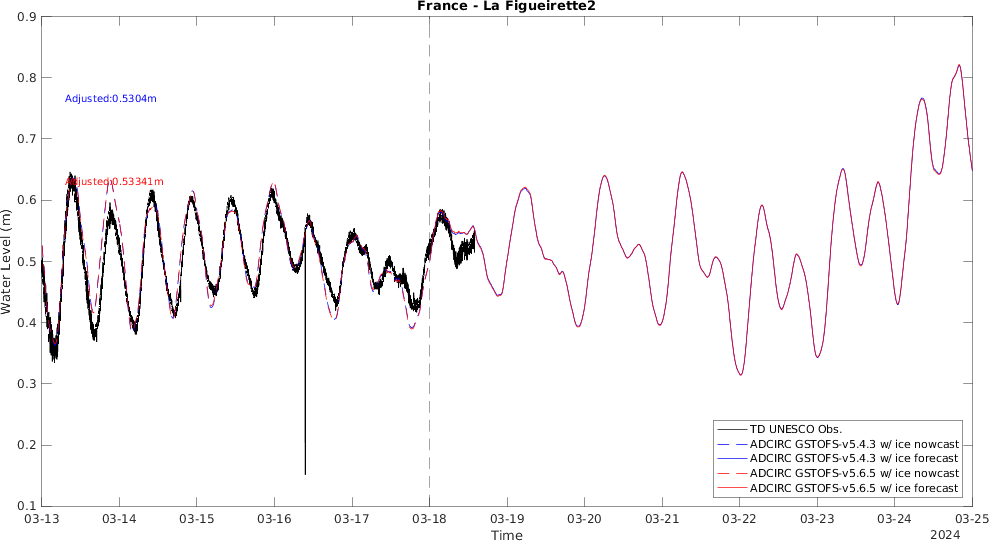 France - La Figueirette2
0.9
0.8
0.7
0.6
0.5
0.4
0.3
0.2
0.1
Water Level (m)
Adjusted:0.5304m
Adjusted:0.53341m
TD UNESCO Obs.
ADCIRC GSTOFS-v5.4.3 w/ ice nowcast
ADCIRC GSTOFS-v5.4.3 w/ ice forecast
ADCIRC GSTOFS-v5.6.5 w/ ice nowcast
ADCIRC GSTOFS-v5.6.5 w/ ice forecast
03-13 03-14 03-15 03-16 03-17 03-18 03-19 03-20 03-21 03-22 03-23 03-24 03-25
Time
2024